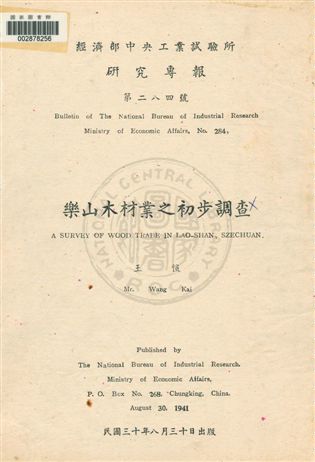 國家圖書館
002878256
經濟部中央工業試驗所
研究專報
第二八四號
Bulletin of The National Bureau of Industrial Research
Ministry of Economic Affairs, No. 284.
樂山木材業之初步調查
A SURVEY OF WOOD TRADE IN LAO-SHAN, SZECHUAN.
王愷
Mr. Wang Kai
NATIONAL CENTRAL LIBRARY
Published by
The National Bureau of Industrial Research.
Ministry of Economic Affairs,
P. O. Box No. 268, Chungking, China.
August 30, 1941
民國三十年八月三十日出版